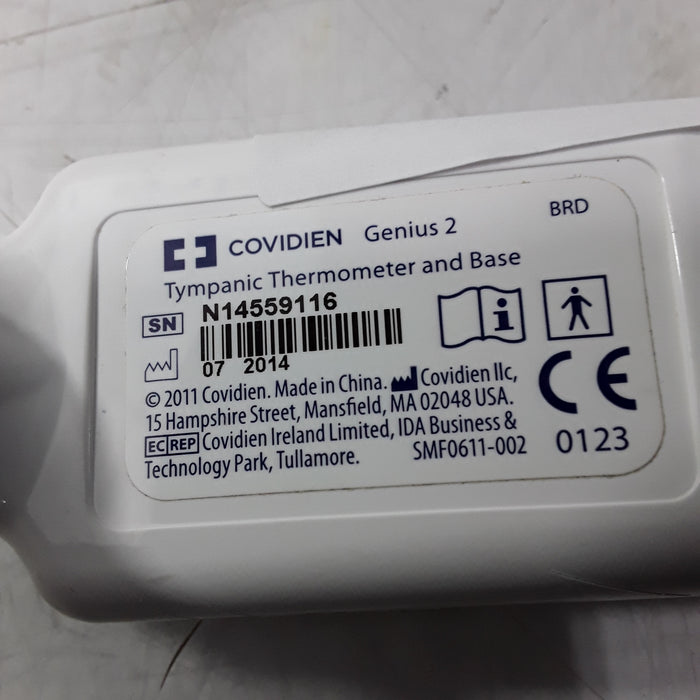 COVIDIEN Genius 2 BRD
Tympanic Thermometer and Base
SN N14559116
07 2014
© 2011 Covidien. Made in China. Covidien llc,
15 Hampshire Street, Mansfield, MA 02048 USA.
EC REP Covidien Ireland Limited, IDA Business &
Technology Park, Tullamore. SMF0611-002
CE
0123